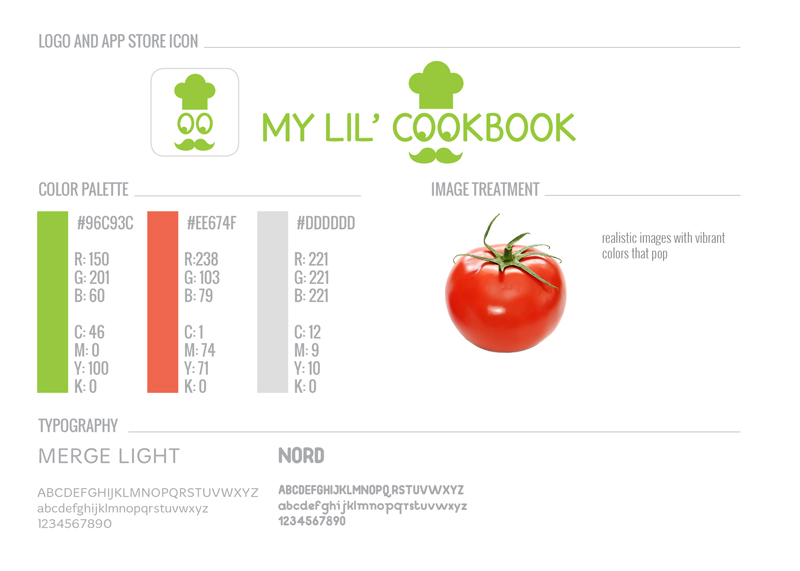 LOGO AND APP STORE ICON
MY LIL' COOKBOOK
COLOR PALETTE
#96C93C
R: 150
G: 201
B: 60
C: 46
M: 0
Y: 100
K: 0
#EE674F
R:238
G: 103
B: 79
C: 1
M: 74
Y: 71
K: 0
#DDDDDD
R: 221
G: 221
B: 221
C: 12
M: 9
Y: 10
K: 0
IMAGE TREATMENT
realistic images with vibrant
colors that pop
TYPOGRAPHY
MERGE LIGHT
ABCDEFGHIJKLMNOPQRSTUVWXYZ
abcdefghijklmnopqrstuvwxyz
1234567890
NORD
ABCDEFGHIJKLMNOPQRSTUVWXYZ
abcdefghijklmnopqrstuvwxyz
1234567890